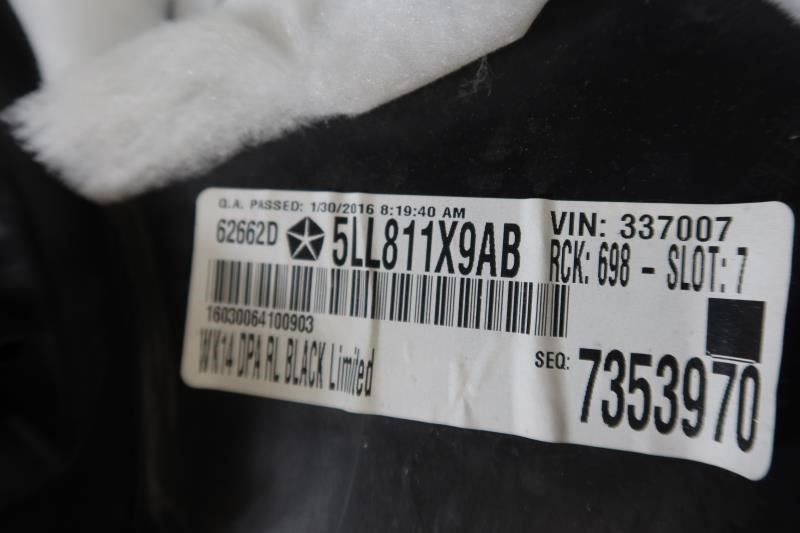 Q.A. PASSED: 1/30/2016 8:19:40 AM
62662D 5LL811X9AB
VIN: 337007
RCK: 698 - SLOT: 7
16030064100903
WK14 DPA RL BLACK Limited
SEQ: 7353970